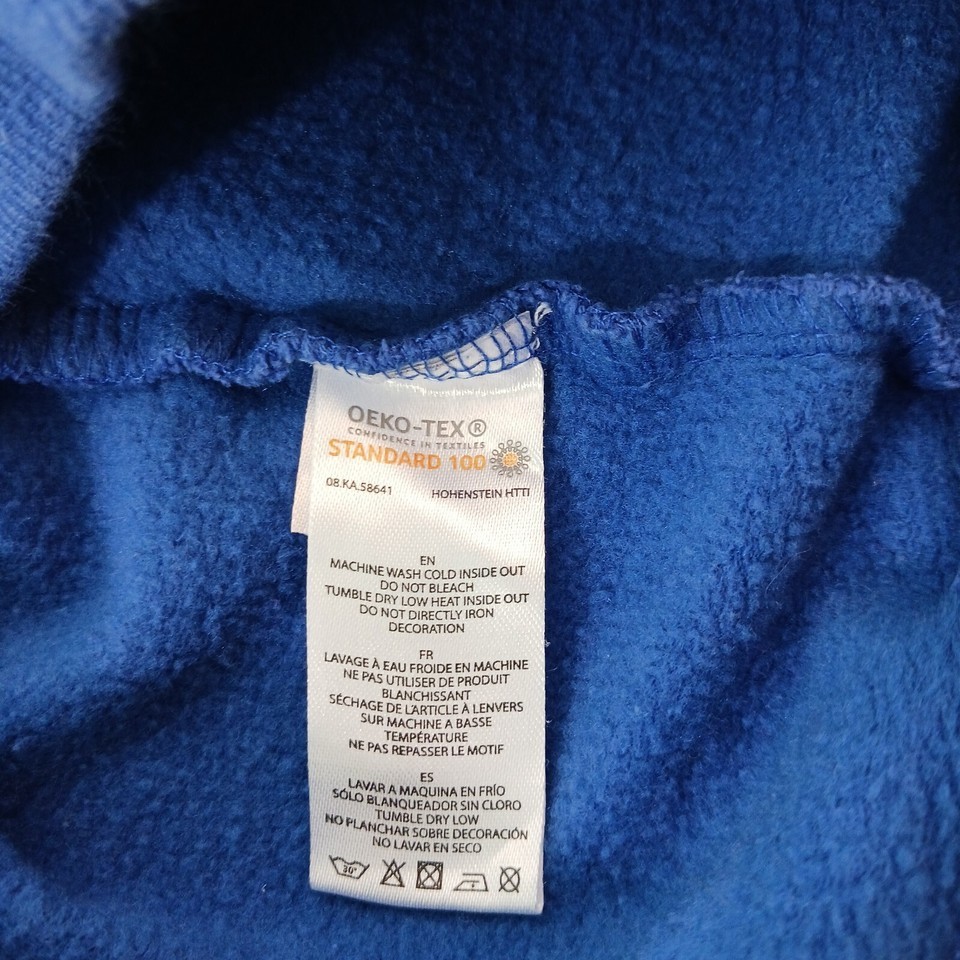 OEKO-TEX®
CONFIDENCE IN TEXTILES
STANDARD 100
08.KA.58641 HOHENSTEIN HTTI
EN
MACHINE WASH COLD INSIDE OUT
DO NOT BLEACH
TUMBLE DRY LOW HEAT INSIDE OUT
DO NOT DIRECTLY IRON
DECORATION
FR
LAVAGE À EAU FROIDE EN MACHINE
NE PAS UTILISER DE PRODUIT
BLANCHISSANT
SÉCHAGE DE L'ARTICLE À L'ENVERS
SUR MACHINE A BASSE
TEMPÉRATURE
NE PAS REPASSER LE MOTIF
ES
LAVAR A MAQUINA EN FRÍO
SÓLO BLANQUEADOR SIN CLORO
TUMBLE DRY LOW
NO PLANCHAR SOBRE DECORACIÓN
NO LAVAR EN SECO
30°